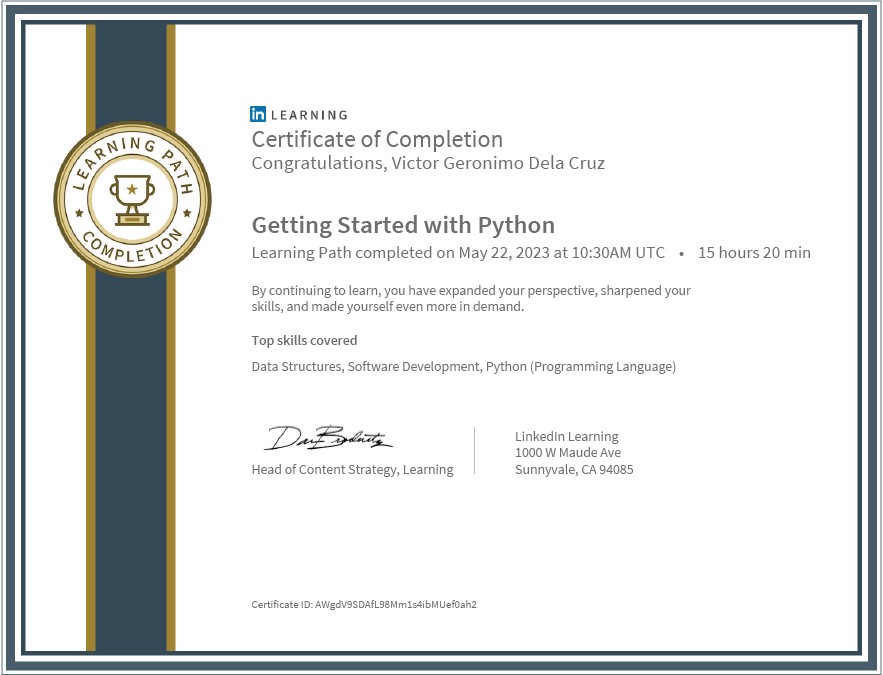 LEARNING PATH
COMPLETION
in LEARNING
Certificate of Completion
Congratulations, Victor Geronimo Dela Cruz
Getting Started with Python
Learning Path completed on May 22, 2023 at 10:30AM UTC • 15 hours 20 min
By continuing to learn, you have expanded your perspective, sharpened your
skills, and made yourself even more in demand.
Top skills covered
Data Structures, Software Development, Python (Programming Language)
Head of Content Strategy, Learning
LinkedIn Learning
1000 W Maude Ave
Sunnyvale, CA 94085
Certificate ID: AWgdV9SDAfL98Mm1s4ibMUef0ah2